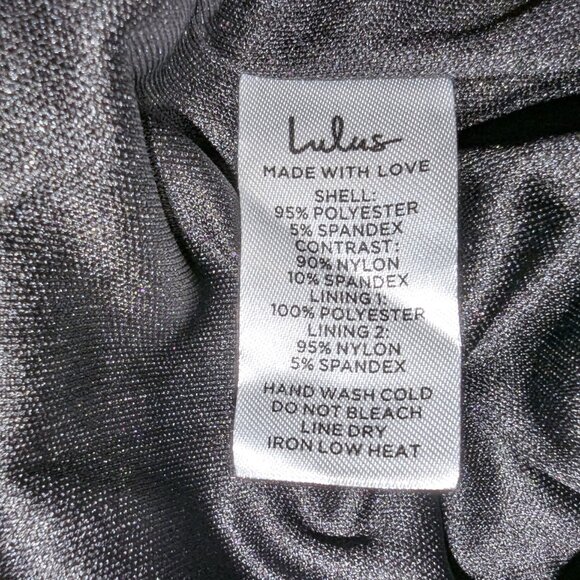 Lulus
MADE WITH LOVE
SHELL:
95% POLYESTER
5% SPANDEX
CONTRAST:
90% NYLON
10% SPANDEX
LINING 1:
100% POLYESTER
LINING 2:
95% NYLON
5% SPANDEX
HAND WASH COLD
DO NOT BLEACH
LINE DRY
IRON LOW HEAT